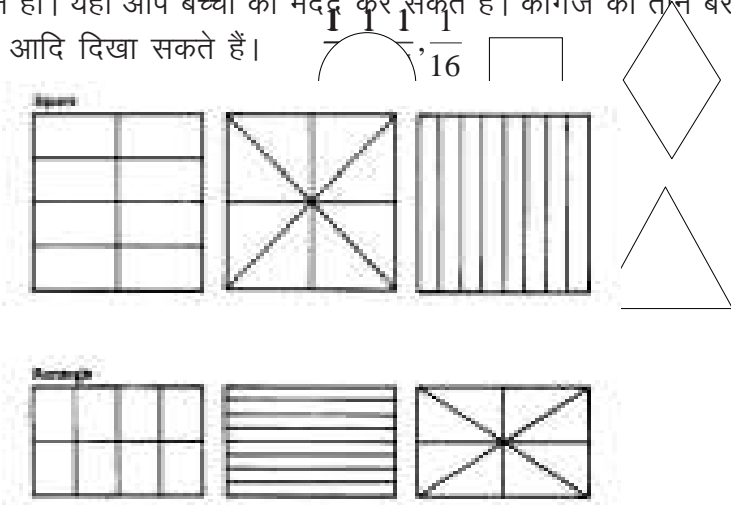 हो। यहाँ आप बच्चों की मदद कर सकते हैं। कागज को तीन
आदि दिखा सकते हैं। 1 1 1, 1/16
Square
Rectangle